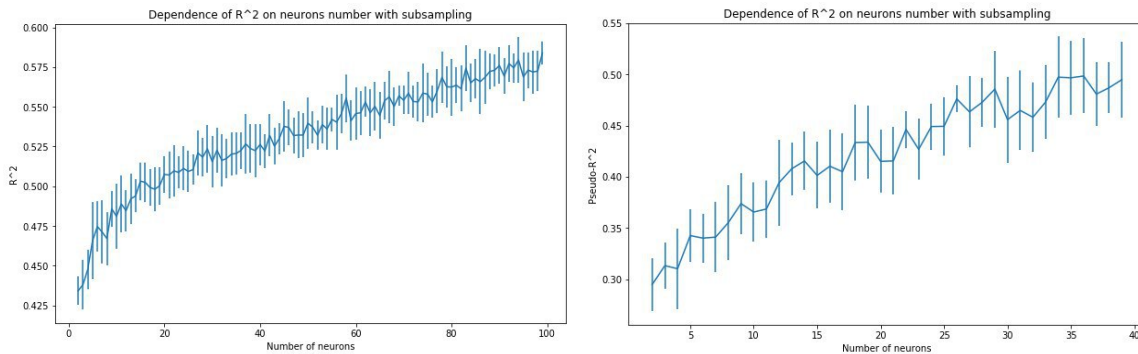 Dependence of R^2 on neurons number with subsampling
0.600
0.575
0.550
0.525
0.500
0.475
0.450
0.425
R^2
0 20 40 60 80 100
Number of neurons
Dependence of R^2 on neurons number with subsampling
0.55
0.50
0.45
0.40
0.35
0.30
Pseudo-R^2
5 10 15 20 25 30 35 40
Number of neurons